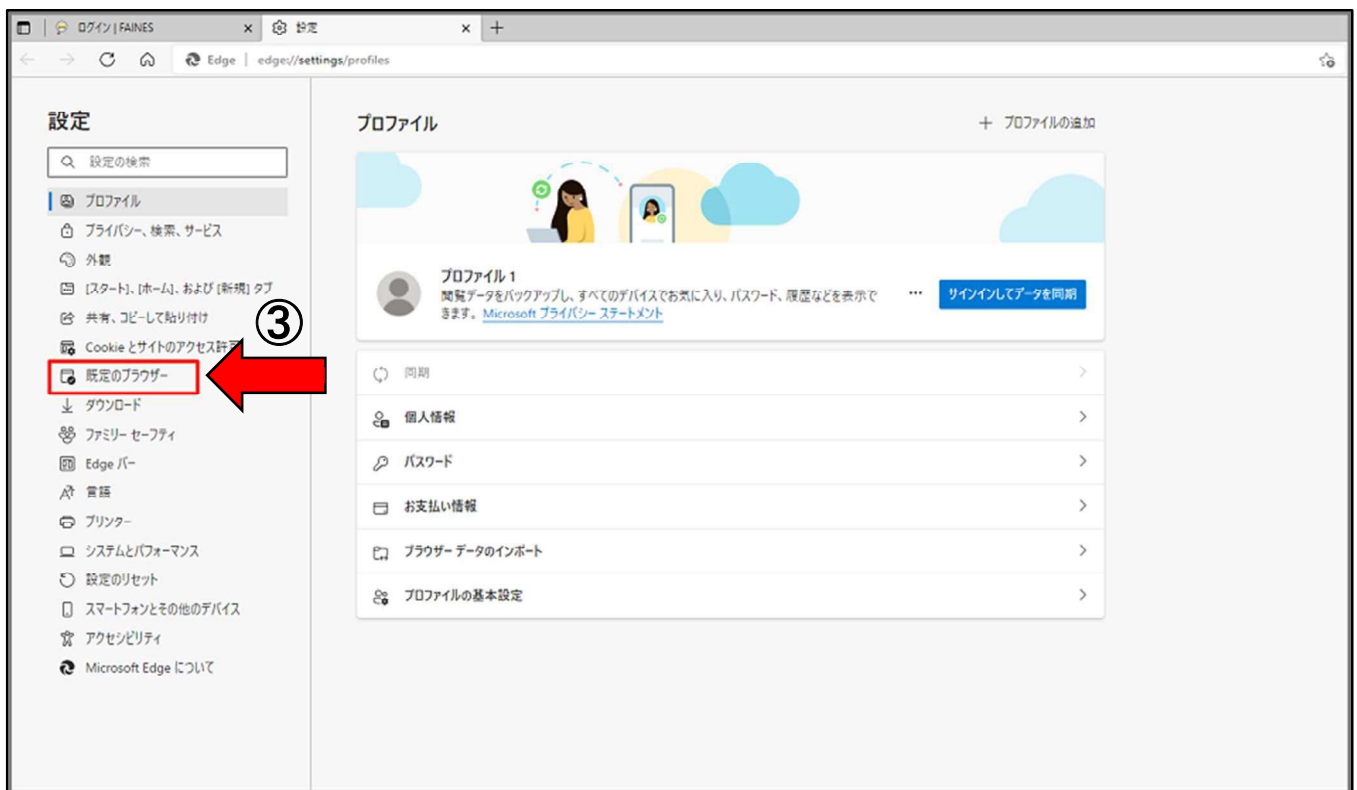 ログイン | FAINES
設定
Edge | edge://settings/profiles
設定
設定の検索
プロファイル
プライバシー、検索、サービス
外観
[スタート]、[ホーム]、および [新規] タブ
共有、コピーして貼り付け
Cookie とサイトのアクセス許
③
既定のブラウザー
ダウンロード
ファミリー セーフティ
Edge バー
言語
プリンター
システムとパフォーマンス
設定のリセット
スマートフォンとその他のデバイス
アクセシビリティ
Microsoft Edge について
プロファイル
プロファイルの追加
プロファイル 1
閲覧データをバックアップし、すべてのデバイスでお気に入り、パスワード、履歴などを表示で
きます。Microsoft プライバシー ステートメント
サインインしてデータを同期
同期
個人情報
パスワード
お支払い情報
ブラウザー データのインポート
プロファイルの基本設定